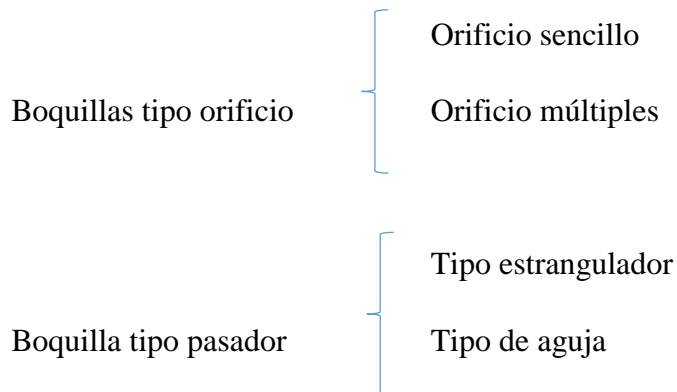 Orificio sencillo
Boquillas tipo orificio
Orificio múltiples
Tipo estrangulador
Boquilla tipo pasador
Tipo de aguja